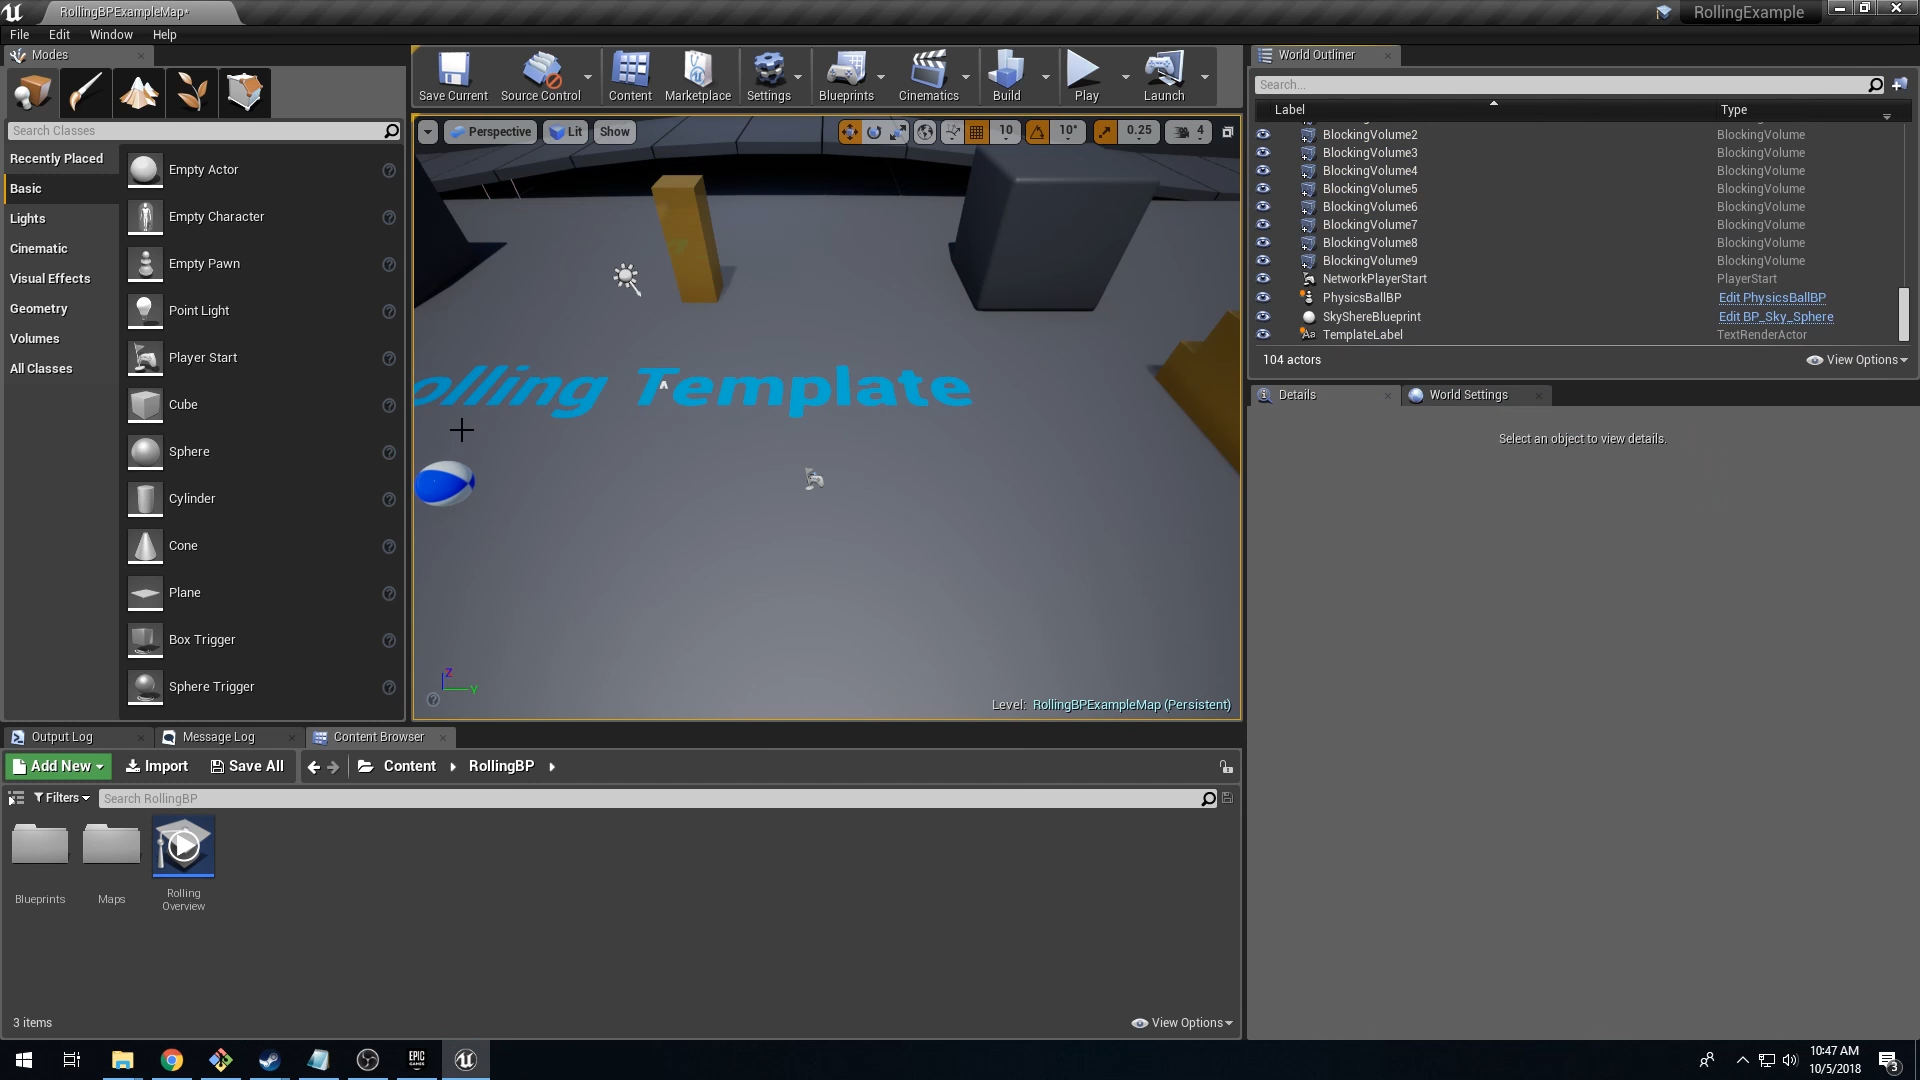 RollingBPExampleMap*
RollingExample
File Edit Window Help
Modes
Search Classes
Recently Placed
Basic
Lights
Cinematic
Visual Effects
Geometry
Volumes
All Classes
Empty Actor
Empty Character
Empty Pawn
Point Light
Player Start
Cube
Sphere
Cylinder
Cone
Plane
Box Trigger
Sphere Trigger
Save Current
Source Control
Content
Marketplace
Settings
Blueprints
Cinematics
Build
Play
Launch
Perspective
Lit
Show
10
10°
0.25
4
olling Template
Z
Y
Level: RollingBPExampleMap (Persistent)
World Outliner
Search...
Label Type
BlockingVolume2 BlockingVolume
BlockingVolume3 BlockingVolume
BlockingVolume4 BlockingVolume
BlockingVolume5 BlockingVolume
BlockingVolume6 BlockingVolume
BlockingVolume7 BlockingVolume
BlockingVolume8 BlockingVolume
BlockingVolume9 BlockingVolume
NetworkPlayerStart PlayerStart
PhysicsBallBP Edit PhysicsBallBP
SkyShereBlueprint Edit BP_Sky_Sphere
TemplateLabel TextRenderActor
104 actors
View Options
Details
World Settings
Select an object to view details.
Output Log
Message Log
Content Browser
Add New
Import
Save All
Content
RollingBP
Filters
Search RollingBP
Blueprints
Maps
Rolling
Overview
3 items
View Options
EPIC
GAMES
10:47 AM
10/5/2018
3